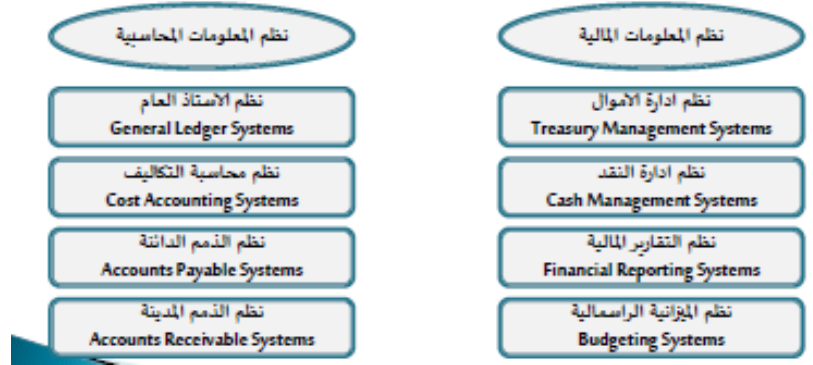 نظم المعلومات المالية
نظم ادارة الاموال
Treasury Management Systems
نظم ادارة النقد
Cash Management Systems
نظم التقارير المالية
Financial Reporting Systems
نظم الميزانية الراسمالية
Budgeting Systems
نظم المعلومات المحاسبية
نظم الاستاذ العام
General Ledger Systems
نظم محاسبة التكاليف
Cost Accounting Systems
نظم الذمم الدائنة
Accounts Payable Systems
نظم الذمم المدينة
Accounts Receivable Systems